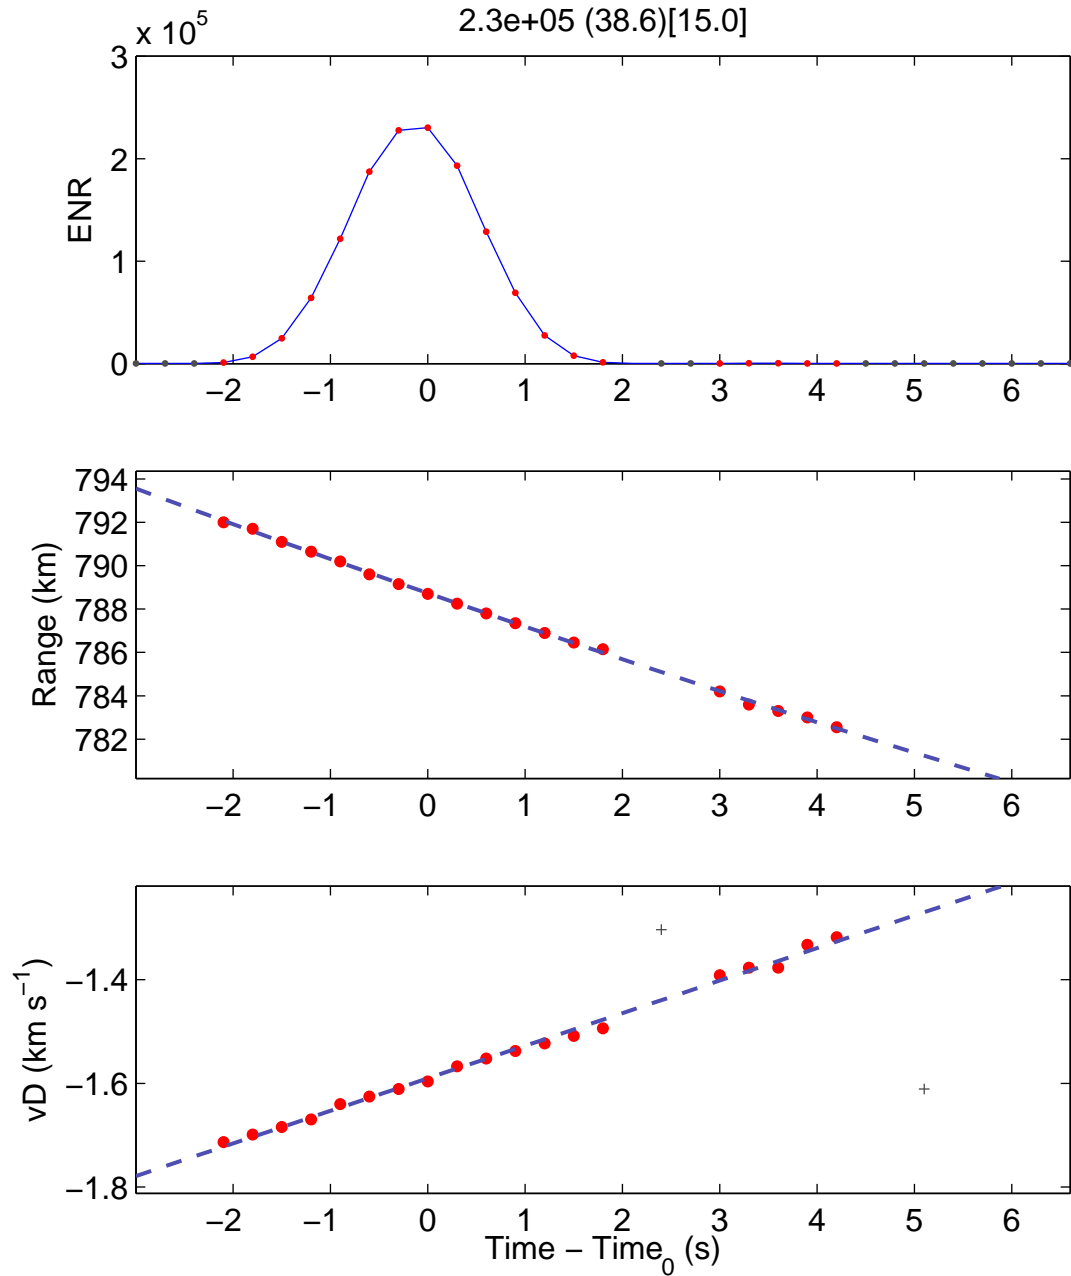 2.3e+05 (38.6)[15.0]
x 10⁵
3
2
1
0
ENR
−2 −1 0 1 2 3 4 5 6
794
792
790
788
786
784
782
Range (km)
−2 −1 0 1 2 3 4 5 6
−1.4
−1.6
−1.8
vD (km s⁻¹)
−2 −1 0 1 2 3 4 5 6
Time − Time₀ (s)